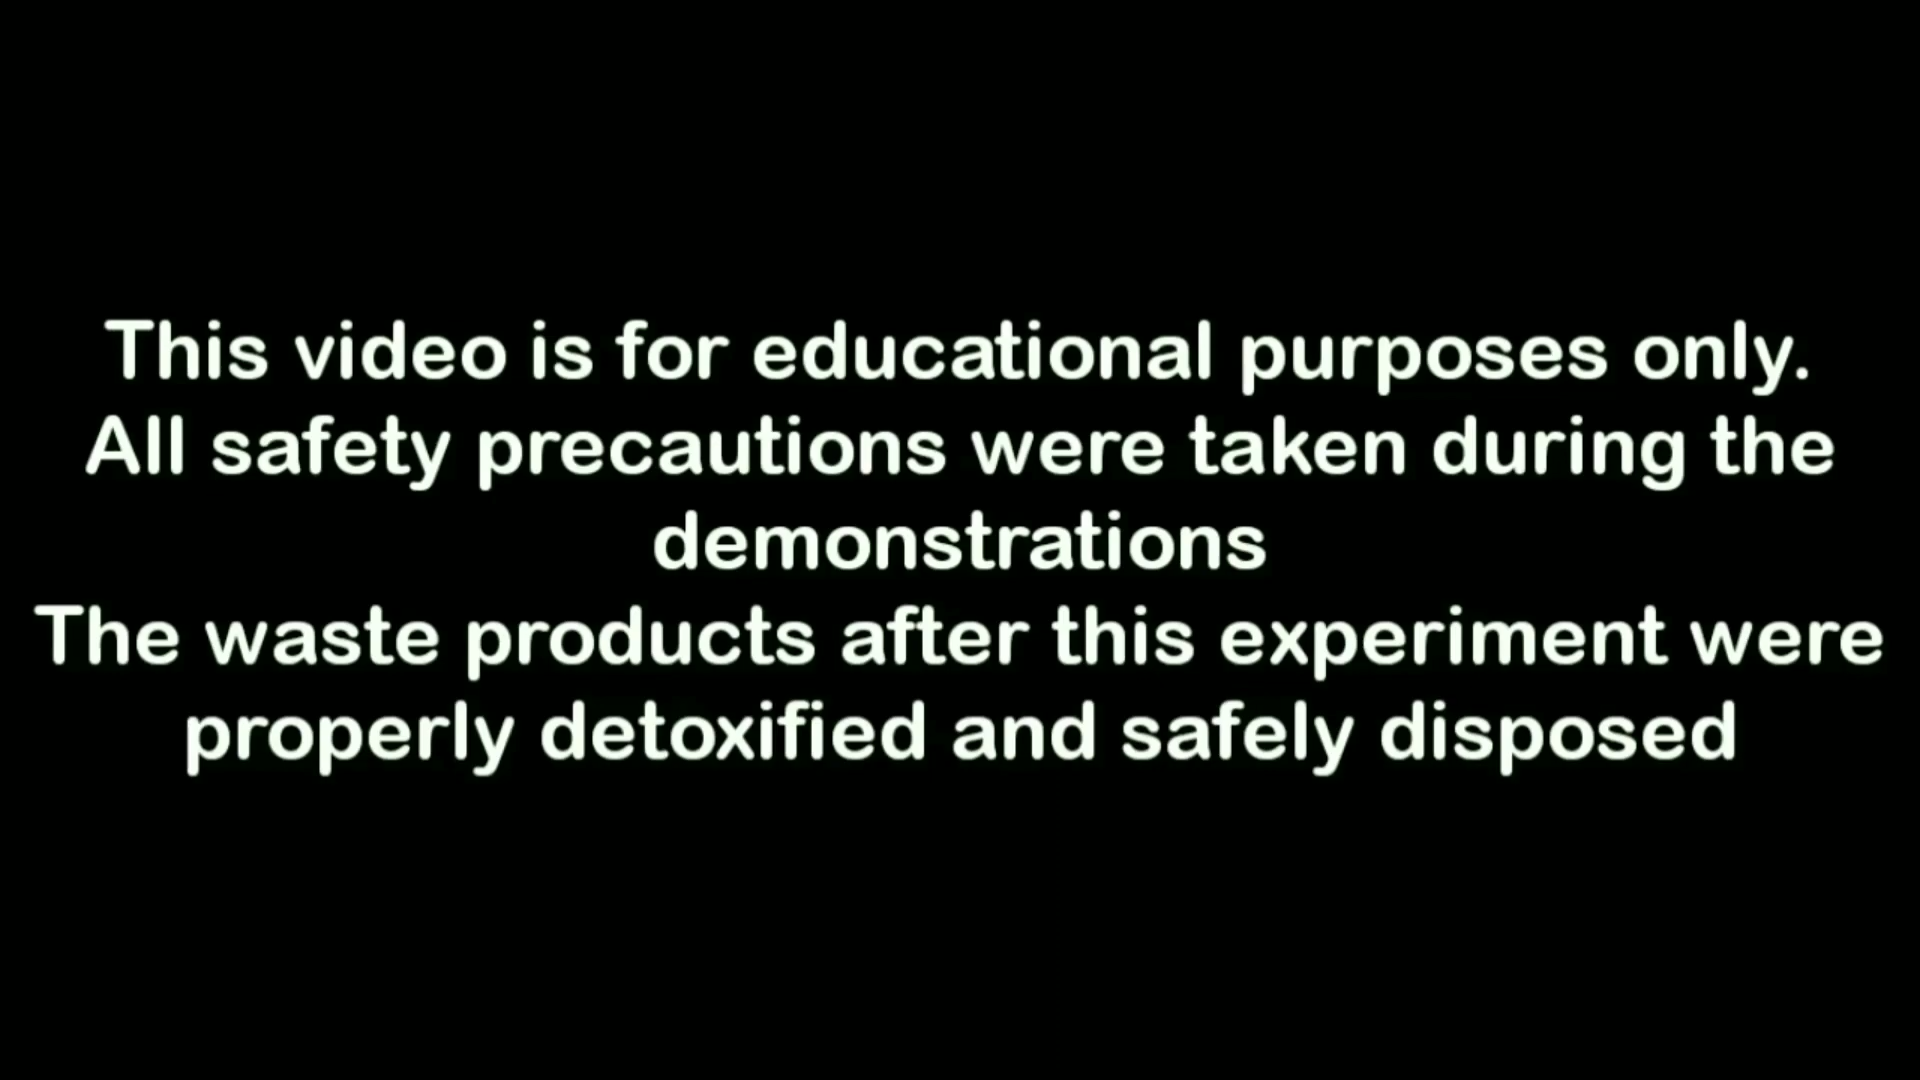 This video is for educational purposes only.
All safety precautions were taken during the
demonstrations
The waste products after this experiment were
properly detoxified and safely disposed